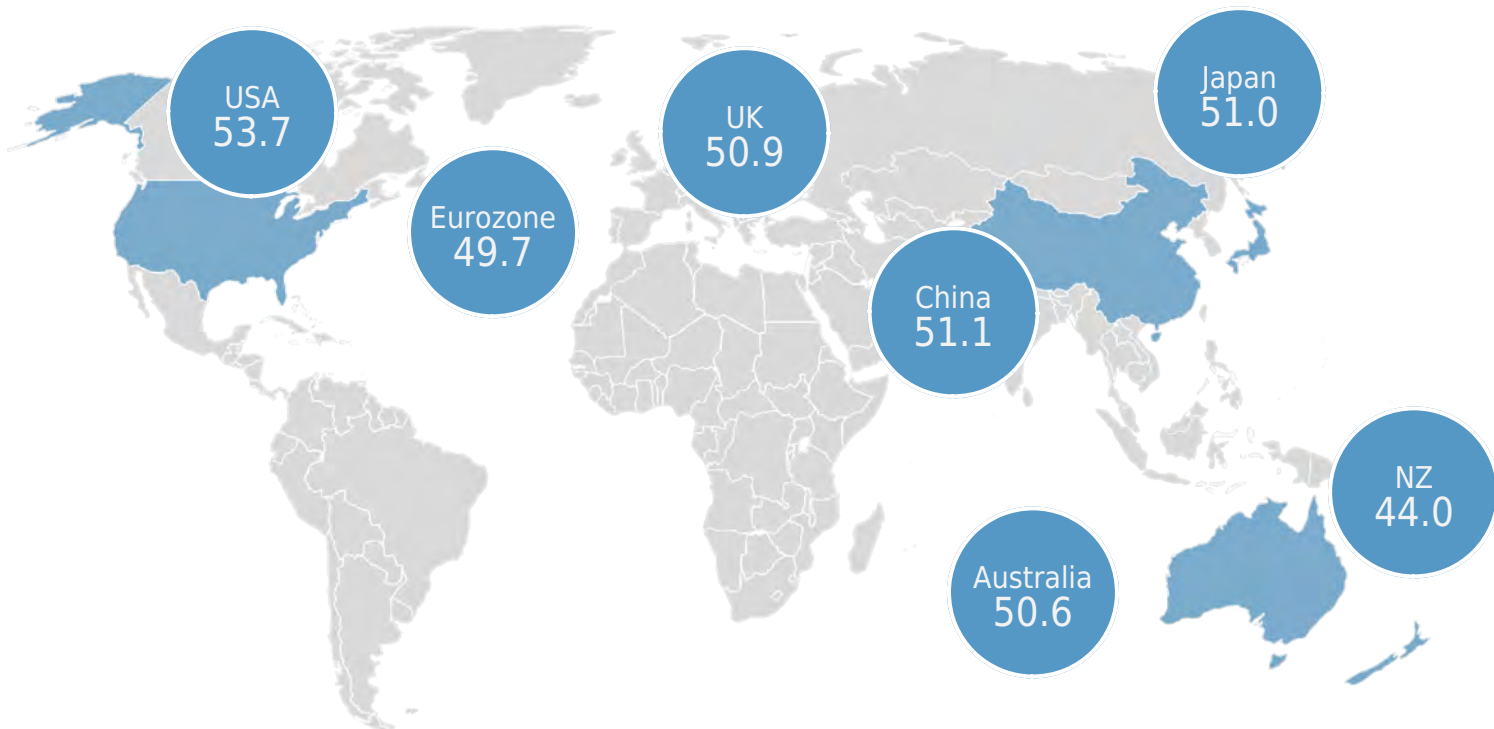 USA
53.7
Eurozone
49.7
UK
50.9
Japan
51.0
China
51.1
NZ
44.0
Australia
50.6